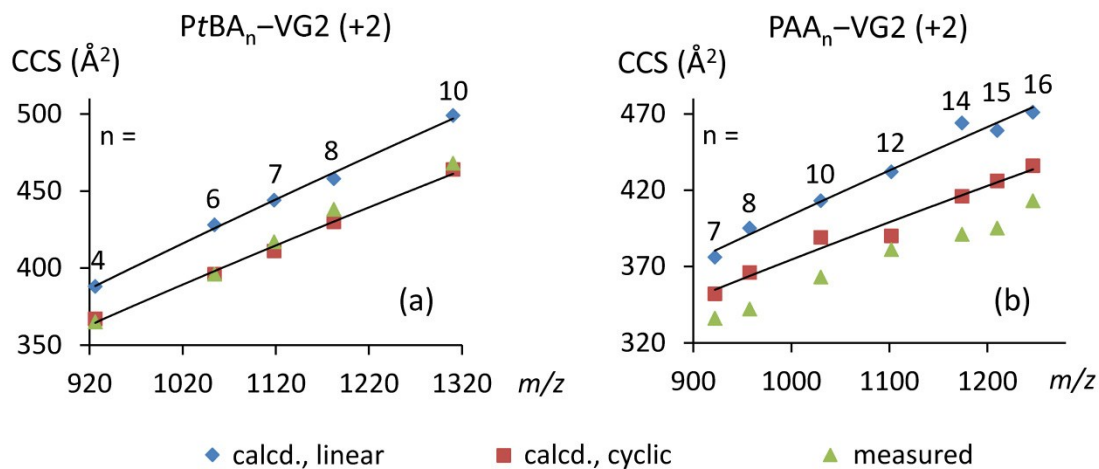 PtBAₙ–VG2 (+2)
CCS (Å²)
n =
4
6
7
8
10
500
450
400
350
920
1020
1120
1220
1320
m/z
(a)
PAAₙ–VG2 (+2)
CCS (Å²)
n =
7
8
10
12
14
15
16
470
420
370
320
900
1000
1100
1200
m/z
(b)
calcd., linear
calcd., cyclic
measured